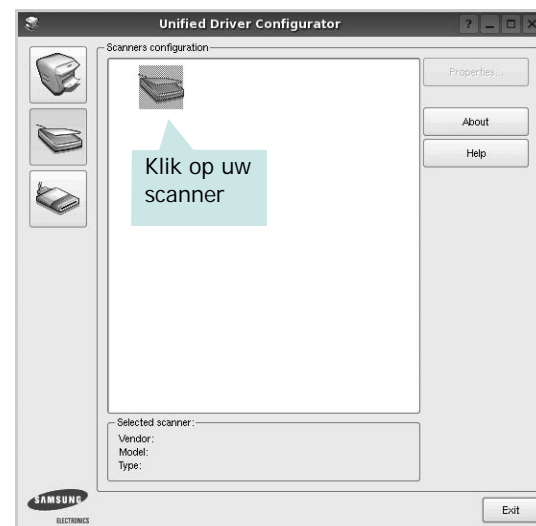 Unified Driver Configurator
Scanners configuration
Properties...
About
Help
Klik op uw
scanner
Selected scanner:
Vendor:
Model:
Type:
SAMSUNG
ELECTRONICS
Exit